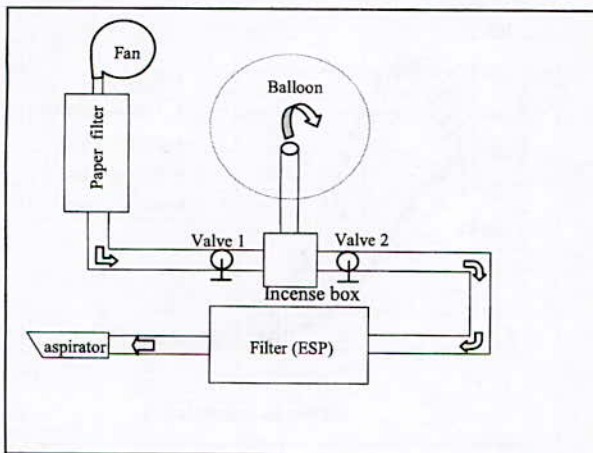 Fan
Balloon
Paper filter
Valve 1
Valve 2
Incense box
aspirator
Filter (ESP)